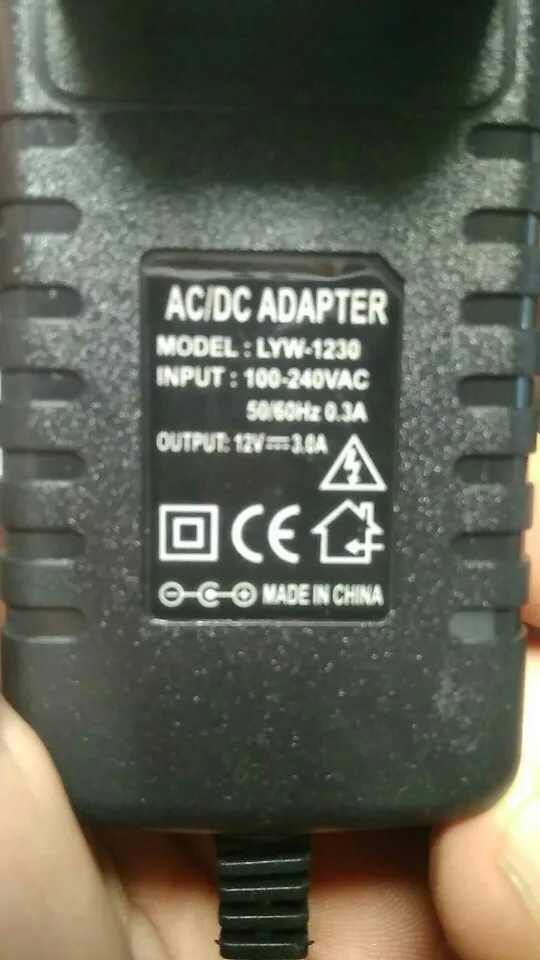 AC/DC ADAPTER
MODEL : LYW-1230
INPUT : 100-240VAC
50/60Hz 0.3A
OUTPUT: 12V⎓3.0A
CE
MADE IN CHINA